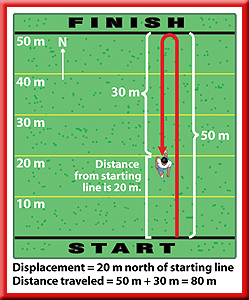 FINISH
50 m
N
40 m
30 m
30 m
50 m
20 m
Distance
from starting
line is 20 m.
10 m
START
Displacement = 20 m north of starting line
Distance traveled = 50 m + 30 m = 80 m